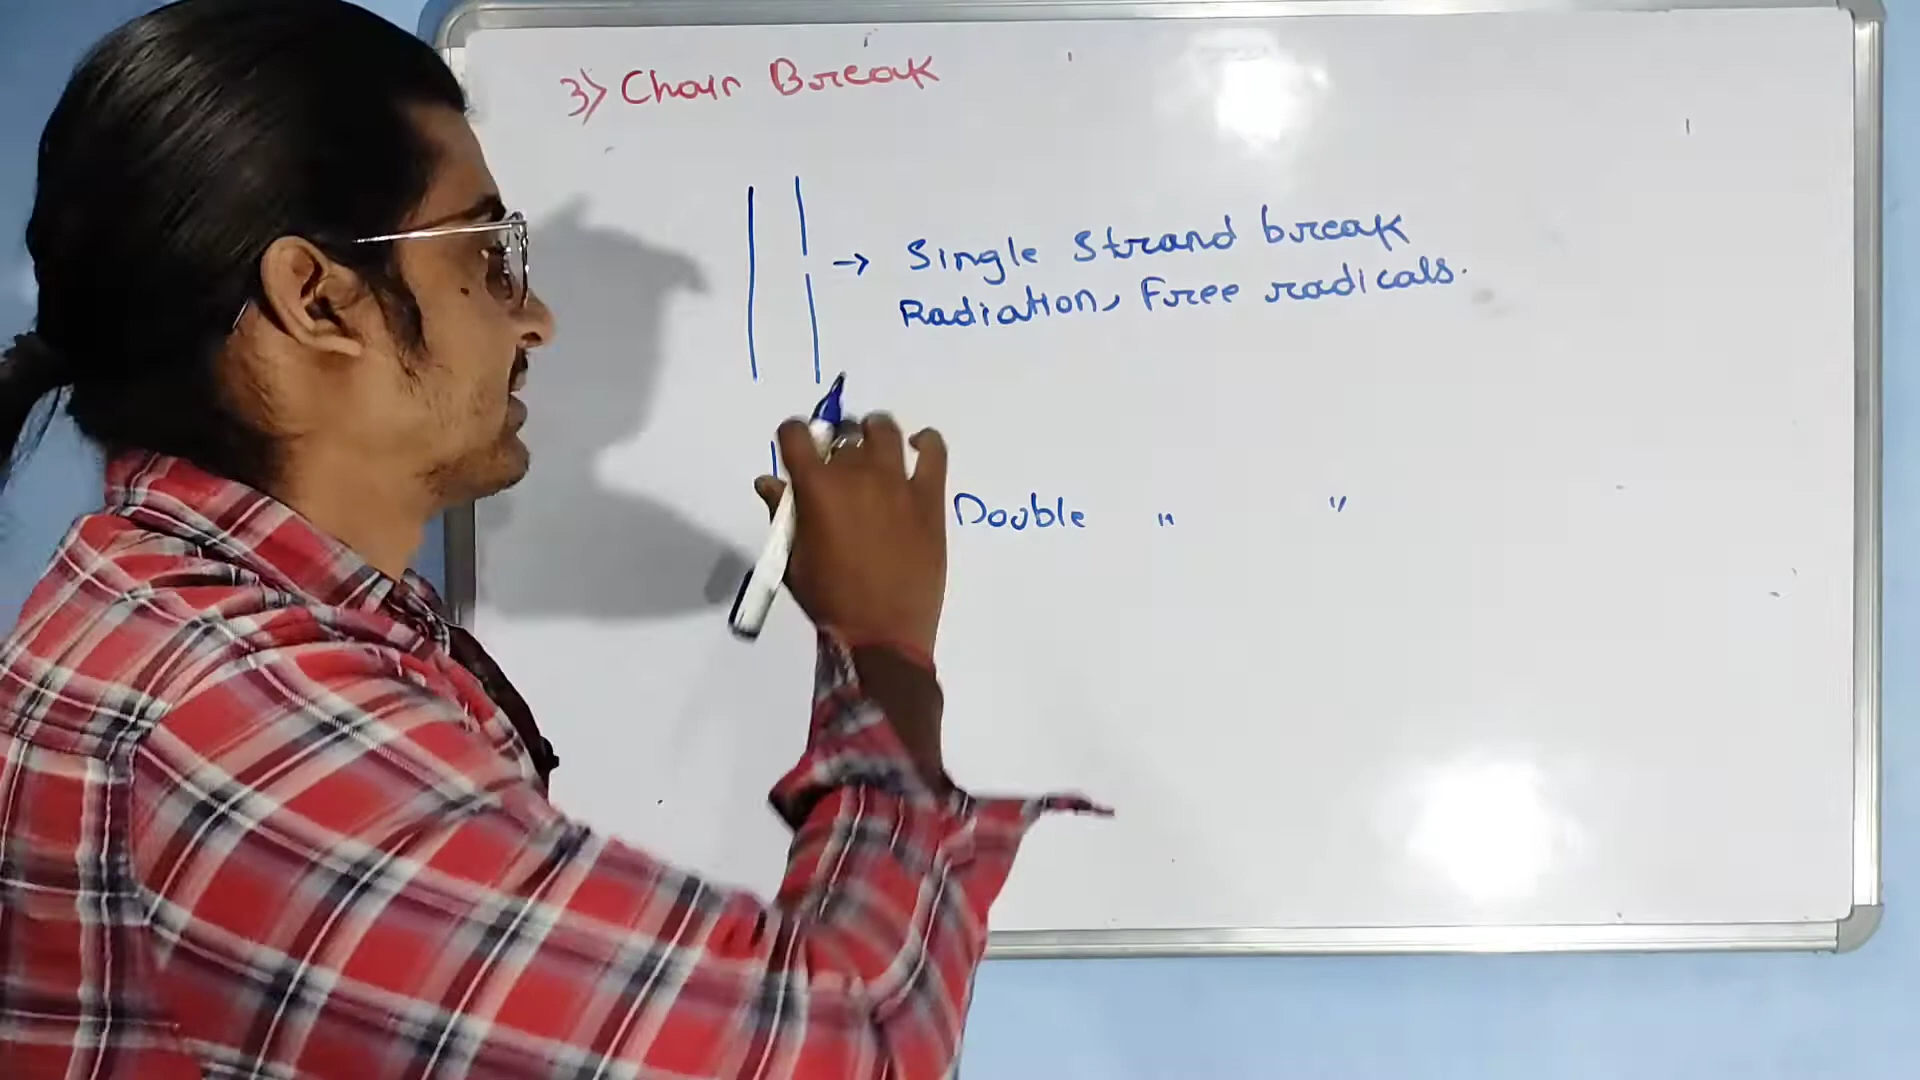 3) Chain Break
→ Single Strand break
Radiation, Free radicals.
Double " "